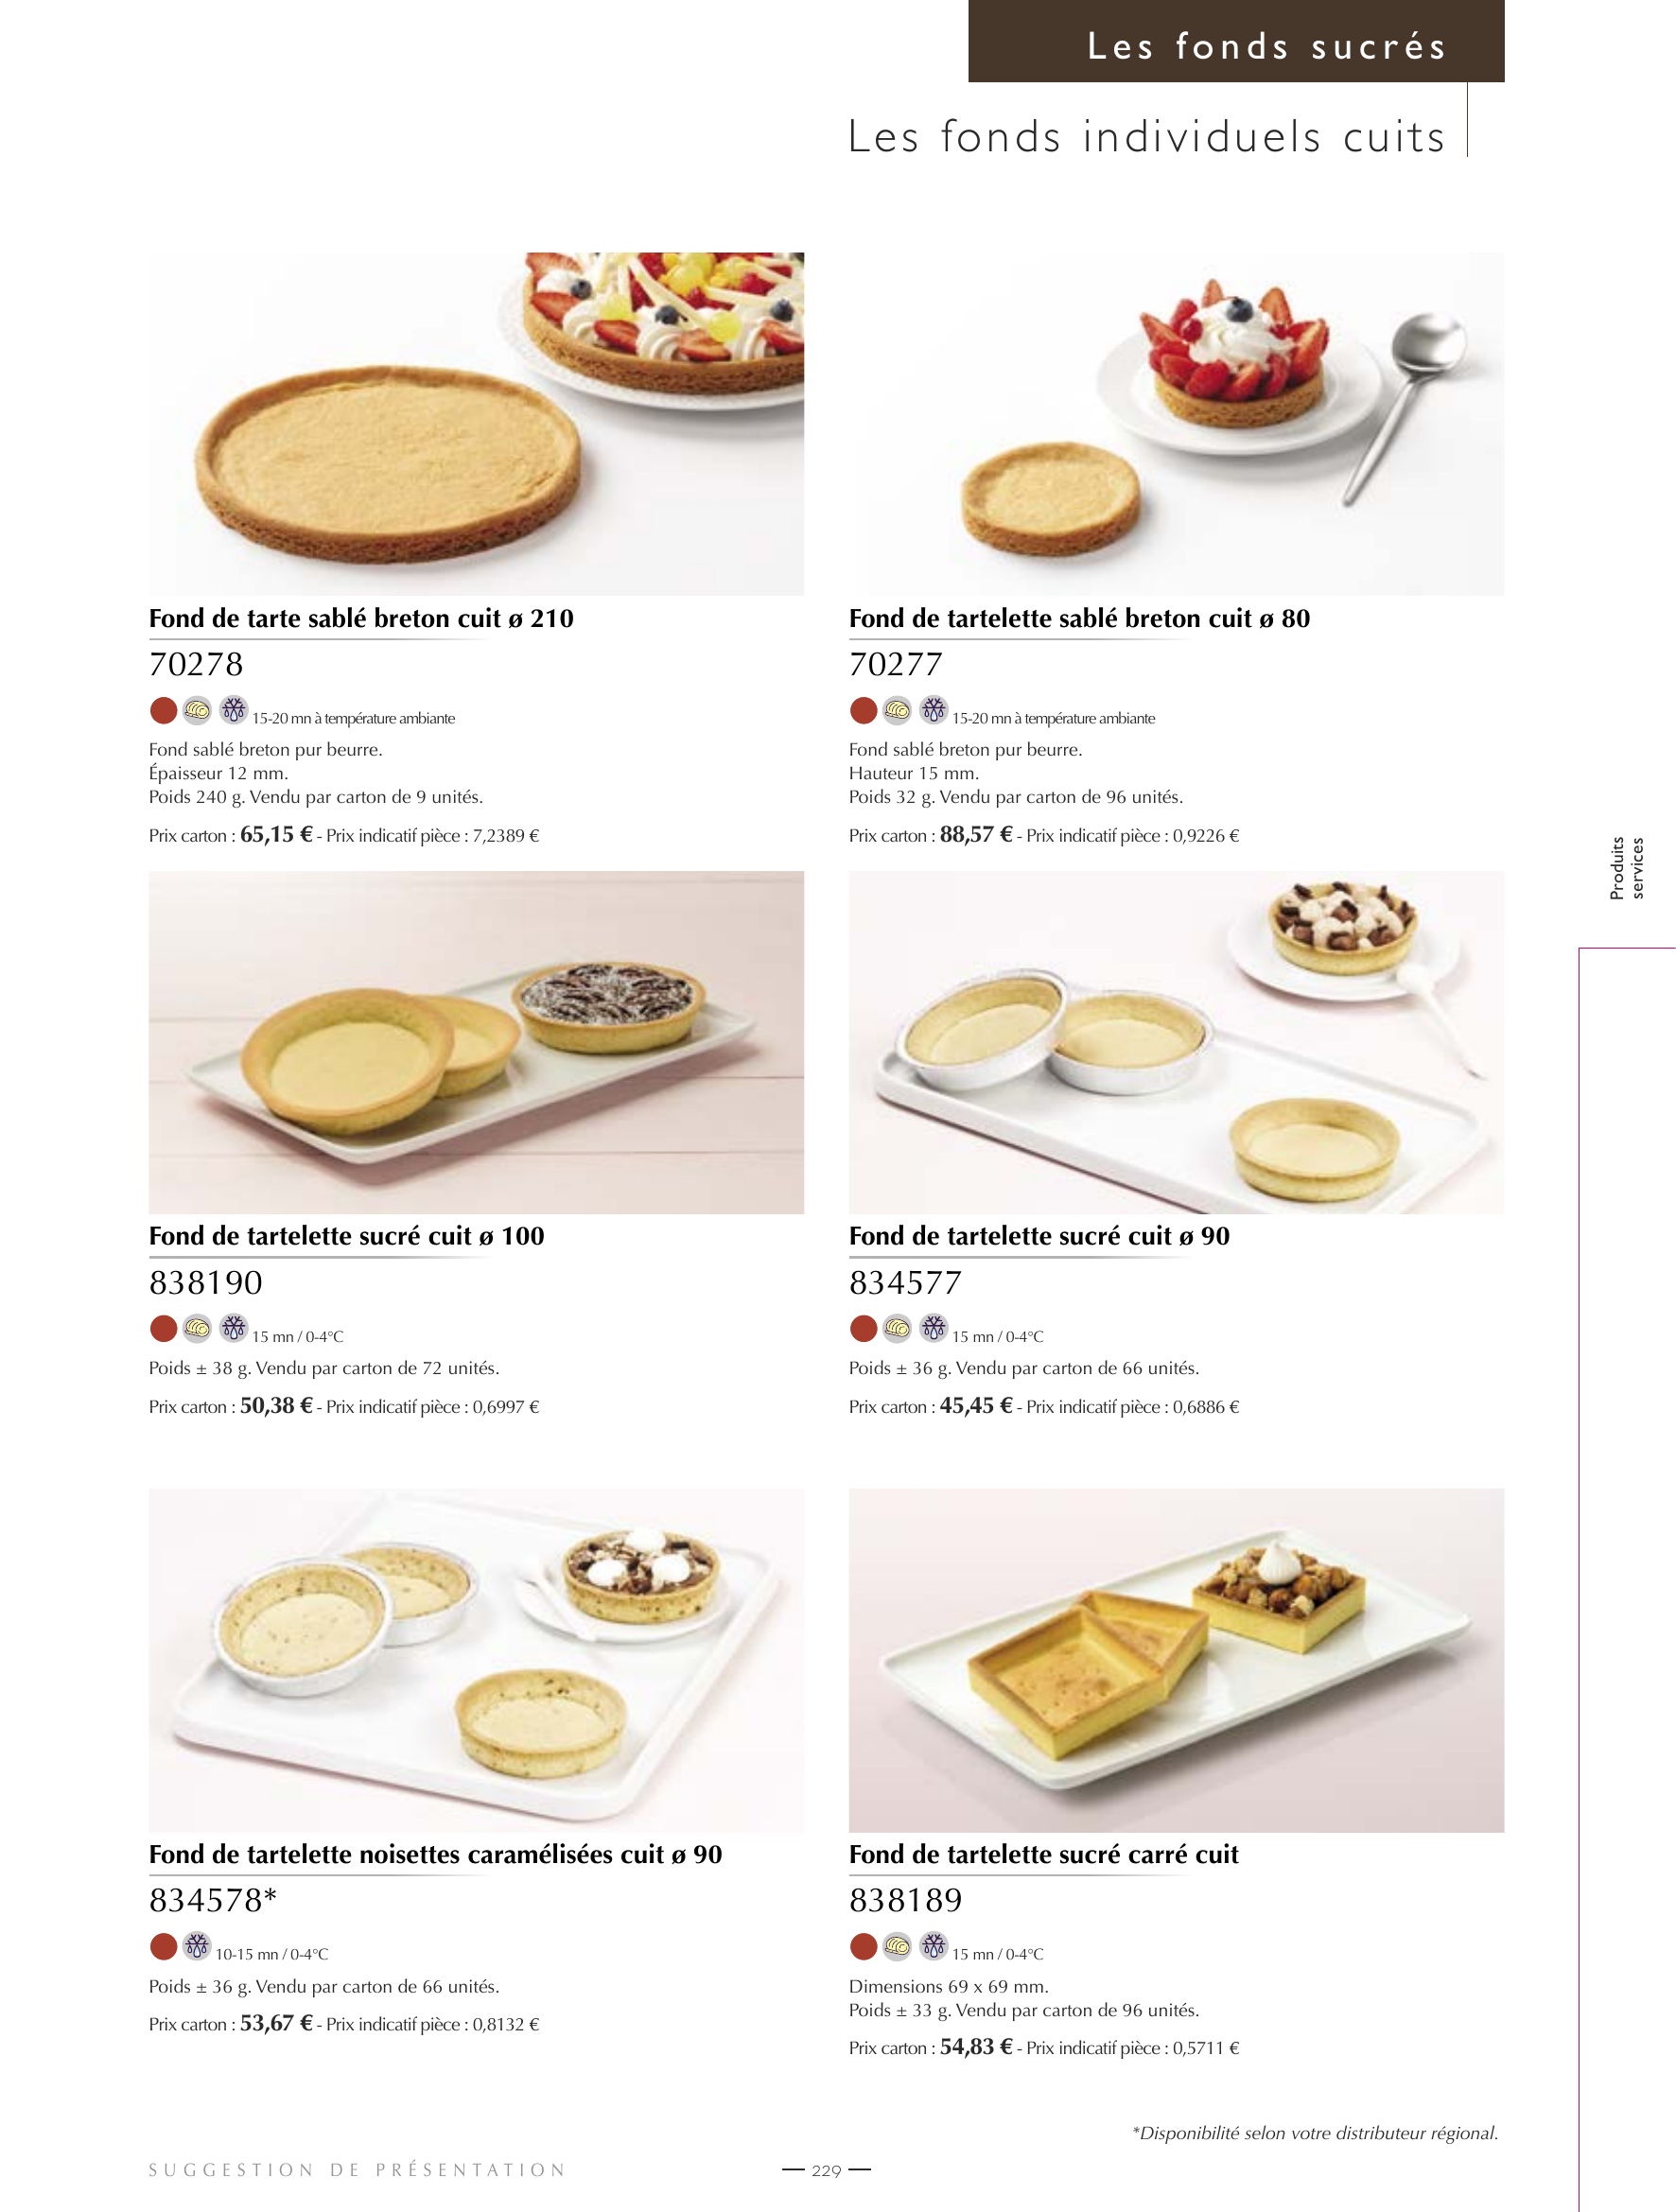 Les fonds sucrés
Les fonds individuels cuits
Fond de tarte sablé breton cuit ø 210
70278
15-20 mn à température ambiante
Fond sablé breton pur beurre.
Épaisseur 12 mm.
Poids 240 g. Vendu par carton de 9 unités.
Prix carton : 65,15 € - Prix indicatif pièce : 7,2389 €
Fond de tartelette sablé breton cuit ø 80
70277
15-20 mn à température ambiante
Fond sablé breton pur beurre.
Hauteur 15 mm.
Poids 32 g. Vendu par carton de 96 unités.
Prix carton : 88,57 € - Prix indicatif pièce : 0,9226 €
Produits
services
Fond de tartelette sucré cuit ø 100
838190
15 mn / 0-4°C
Poids ± 38 g. Vendu par carton de 72 unités.
Prix carton : 50,38 € - Prix indicatif pièce : 0,6997 €
Fond de tartelette sucré cuit ø 90
834577
15 mn / 0-4°C
Poids ± 36 g. Vendu par carton de 66 unités.
Prix carton : 45,45 € - Prix indicatif pièce : 0,6886 €
Fond de tartelette noisettes caramélisées cuit ø 90
834578*
10-15 mn / 0-4°C
Poids ± 36 g. Vendu par carton de 66 unités.
Prix carton : 53,67 € - Prix indicatif pièce : 0,8132 €
Fond de tartelette sucré carré cuit
838189
15 mn / 0-4°C
Dimensions 69 x 69 mm.
Poids ± 33 g. Vendu par carton de 96 unités.
Prix carton : 54,83 € - Prix indicatif pièce : 0,5711 €
*Disponibilité selon votre distributeur régional.
SUGGESTION DE PRÉSENTATION
— 229 —